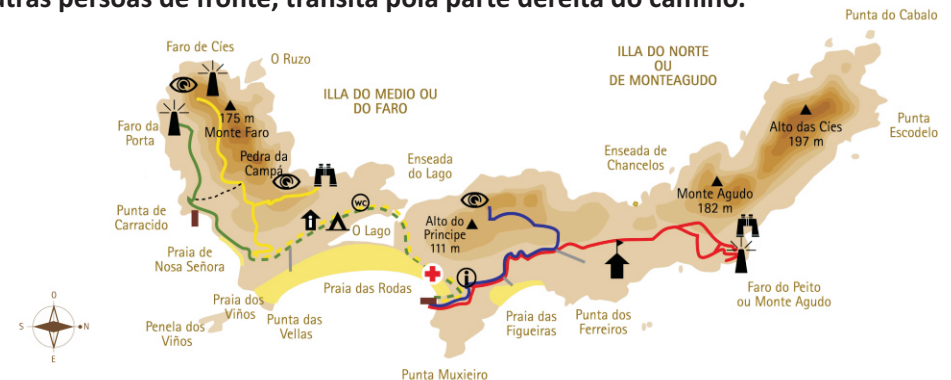 outras persoas de fronte, transita pola parte dereita do camiño.
Punta do Cabalo
Faro de Cíes
O Ruzo
ILLA DO NORTE
OU
DE MONTEAGUDO
ILLA DO MEDIO OU
DO FARO
175 m
Monte Faro
Faro da
Porta
Alto das Cíes
197 m
Punta
Escodelo
Pedra da
Campá
Enseada
do Lago
Enseada de
Chancelos
Monte Agudo
182 m
WC
Punta de
Carracido
O Lago
Alto do
Príncipe
111 m
i
i
Praia de
Nosa Señora
Praia das Rodas
Faro do Peito
ou Monte Agudo
Praia dos
Viños
Punta das
Vellas
Praia das
Figueiras
Punta dos
Ferreiros
Penela dos
Viños
O
S
N
E
Punta Muxieiro